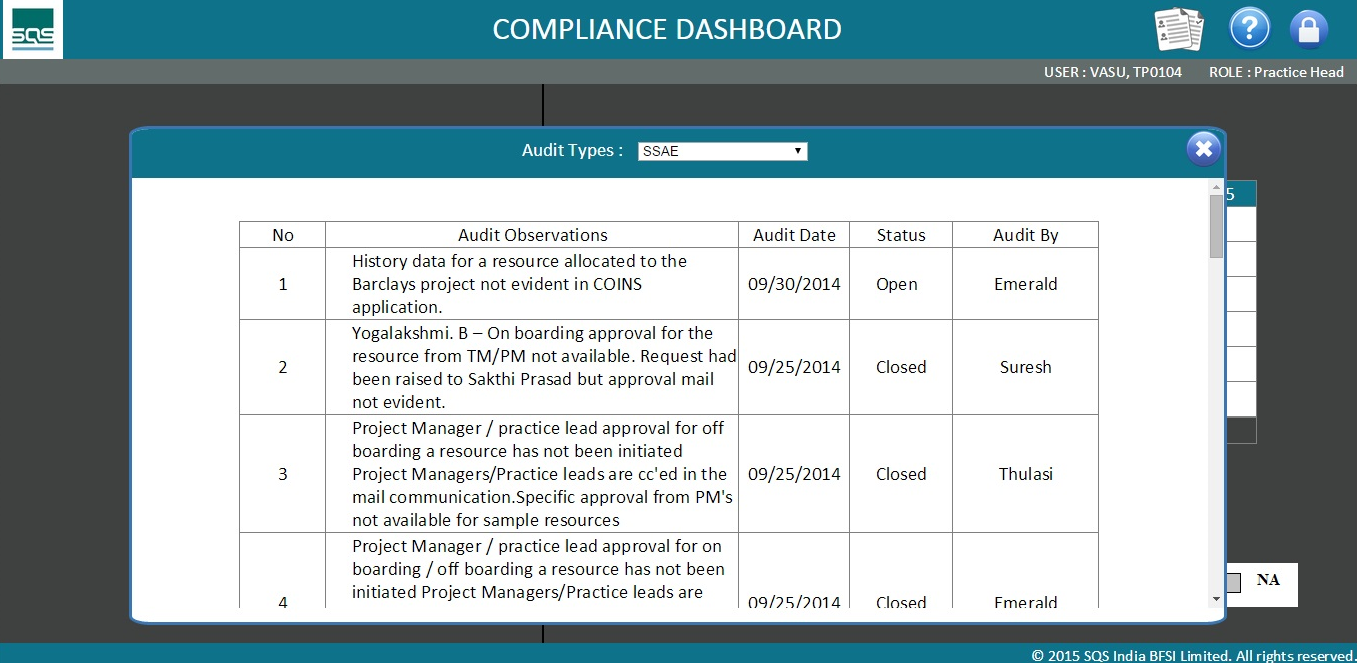 SQS
COMPLIANCE DASHBOARD
?
USER : VASU, TP0104 ROLE : Practice Head
Audit Types : SSAE
5
No Audit Observations Audit Date Status Audit By
History data for a resource allocated to the
1 Barclays project not evident in COINS 09/30/2014 Open Emerald
application.
Yogalakshmi. B – On boarding approval for the
resource from TM/PM not available. Request had
2 09/25/2014 Closed Suresh
been raised to Sakthi Prasad but approval mail
not evident.
Project Manager / practice lead approval for off
boarding a resource has not been initiated
3 Project Managers/Practice leads are cc'ed in the 09/25/2014 Closed Thulasi
mail communication.Specific approval from PM's
not available for sample resources
Project Manager / practice lead approval for on
boarding / off boarding a resource has not been
initiated Project Managers/Practice leads are
4 09/25/2014 Closed Emerald
NA
© 2015 SQS India BFSI Limited. All rights reserved.